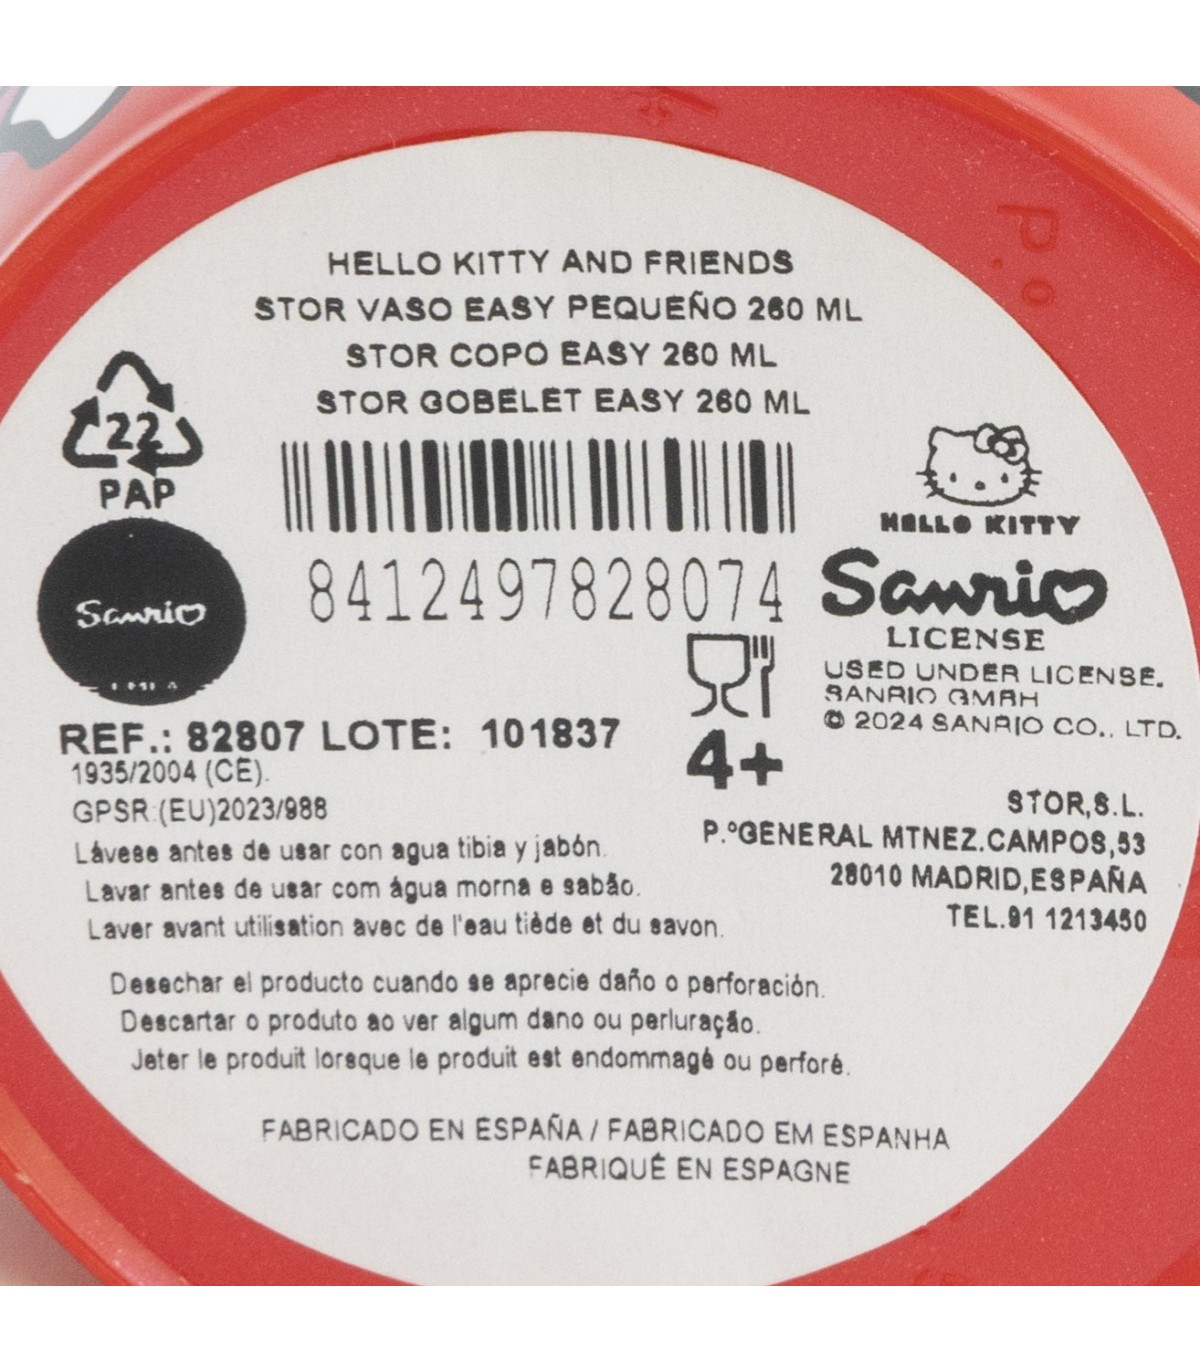 HELLO KITTY AND FRIENDS
STOR VASO EASY PEQUEÑO 260 ML
STOR COPO EASY 260 ML
STOR GOBELET EASY 260 ML
22
PAP
8412497828074
HELLO KITTY
Sanrio
LICENSE
USED UNDER LICENSE.
SANRIO GMBH
© 2024 SANRIO CO., LTD.
Sanrio
4+
REF.: 82807 LOTE: 101837
1935/2004 (CE).
GPSR:(EU)2023/988
Lávese antes de usar con agua tibia y jabón.
Lavar antes de usar com água morna e sabão.
Laver avant utilisation avec de l'eau tiède et du savon.
STOR,S.L.
P.ºGENERAL MTNEZ.CAMPOS,53
28010 MADRID,ESPAÑA
TEL.91 1213450
Desechar el producto cuando se aprecie daño o perforación.
Descartar o produto ao ver algum dano ou perluração.
Jeter le produit lorsque le produit est endommagé ou perforé.
FABRICADO EN ESPAÑA / FABRICADO EM ESPANHA
FABRIQUÉ EN ESPAGNE